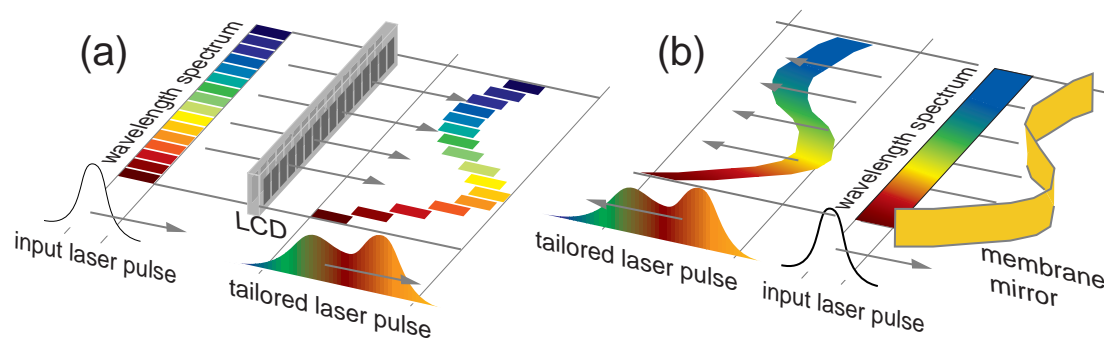 (a)
wavelength spectrum
LCD
input laser pulse
tailored laser pulse
(b)
wavelength spectrum
tailored laser pulse
input laser pulse
membrane
mirror